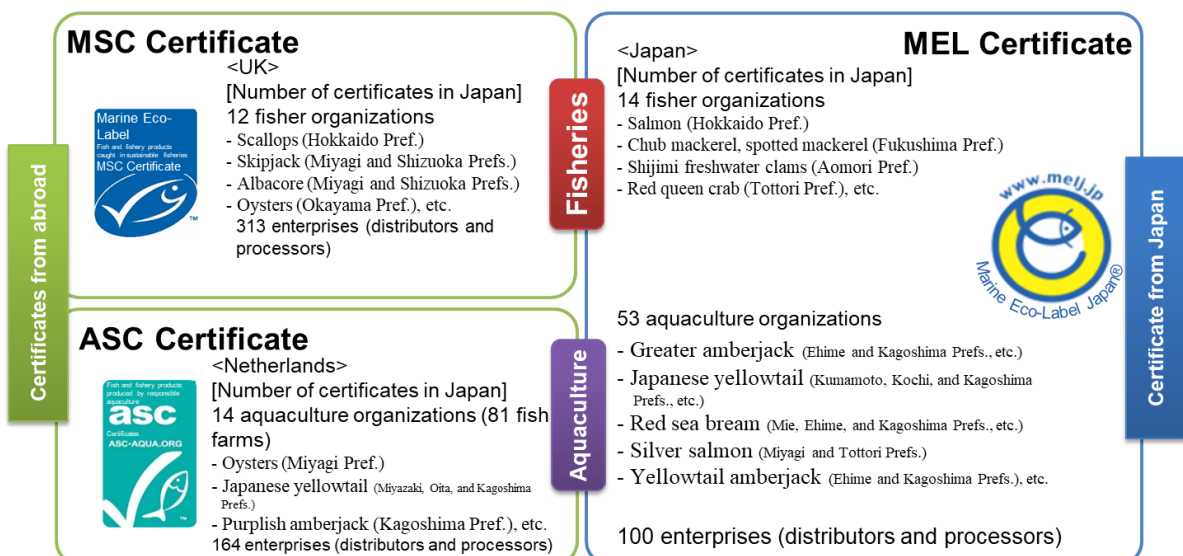 MSC Certificate
<UK>
[Number of certificates in Japan]
12 fisher organizations
- Scallops (Hokkaido Pref.)
- Skipjack (Miyagi and Shizuoka Prefs.)
- Albacore (Miyagi and Shizuoka Prefs.)
- Oysters (Okayama Pref.), etc.
313 enterprises (distributors and
processors)
Marine Eco-
Label
Fish and fishery products
caught in sustainable fisheries
MSC Certificate
TM
Certificates from abroad
ASC Certificate
<Netherlands>
[Number of certificates in Japan]
14 aquaculture organizations (81 fish
farms)
- Oysters (Miyagi Pref.)
- Japanese yellowtail (Miyazaki, Oita, and Kagoshima
Prefs.)
- Purplish amberjack (Kagoshima Pref.), etc.
164 enterprises (distributors and processors)
Fish and fishery products
produced by responsible
aquaculture
asc
Certificates
ASC-AQUA.ORG
TM
Fisheries
Aquaculture
MEL Certificate
<Japan>
[Number of certificates in Japan]
14 fisher organizations
- Salmon (Hokkaido Pref.)
- Chub mackerel, spotted mackerel (Fukushima Pref.)
- Shijimi freshwater clams (Aomori Pref.)
- Red queen crab (Tottori Pref.), etc.
www.melj.jp
Marine Eco-Label Japan®
53 aquaculture organizations
- Greater amberjack (Ehime and Kagoshima Prefs., etc.)
- Japanese yellowtail (Kumamoto, Kochi, and Kagoshima
Prefs., etc.)
- Red sea bream (Mie, Ehime, and Kagoshima Prefs., etc.)
- Silver salmon (Miyagi and Tottori Prefs.)
- Yellowtail amberjack (Ehime and Kagoshima Prefs.), etc.
100 enterprises (distributors and processors)
Certificate from Japan